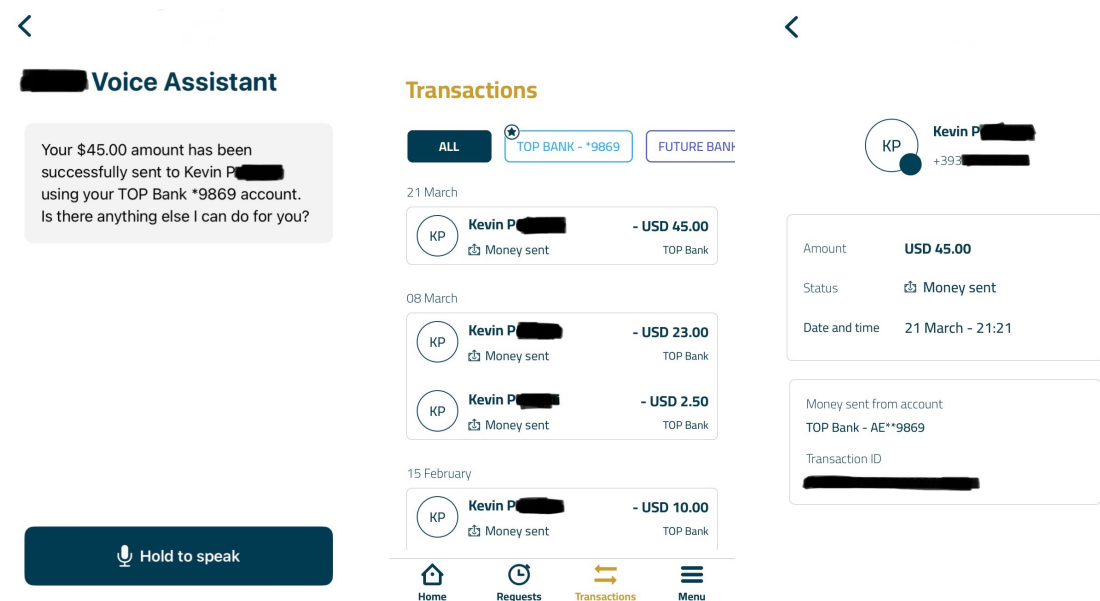 Voice Assistant
Your $45.00 amount has been
successfully sent to Kevin P
using your TOP Bank *9869 account.
Is there anything else I can do for you?
Hold to speak
Transactions
ALL
TOP BANK - *9869
FUTURE BANK
21 March
KP
Kevin P
- USD 45.00
Money sent
TOP Bank
08 March
KP
Kevin P
- USD 23.00
Money sent
TOP Bank
KP
Kevin P
- USD 2.50
Money sent
TOP Bank
15 February
KP
Kevin P
- USD 10.00
Money sent
TOP Bank
Home
Requests
Transactions
Menu
KP
Kevin P
+393
Amount
USD 45.00
Status
Money sent
Date and time
21 March - 21:21
Money sent from account
TOP Bank - AE**9869
Transaction ID